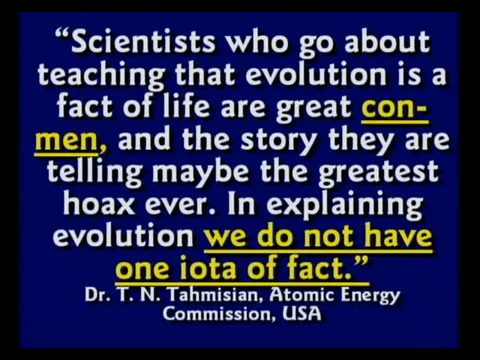 “Scientists who go about
teaching that evolution is a
fact of life are great con-
men, and the story they are
telling maybe the greatest
hoax ever. In explaining
evolution we do not have
one iota of fact.”
Dr. T. N. Tahmisian, Atomic Energy
Commission, USA